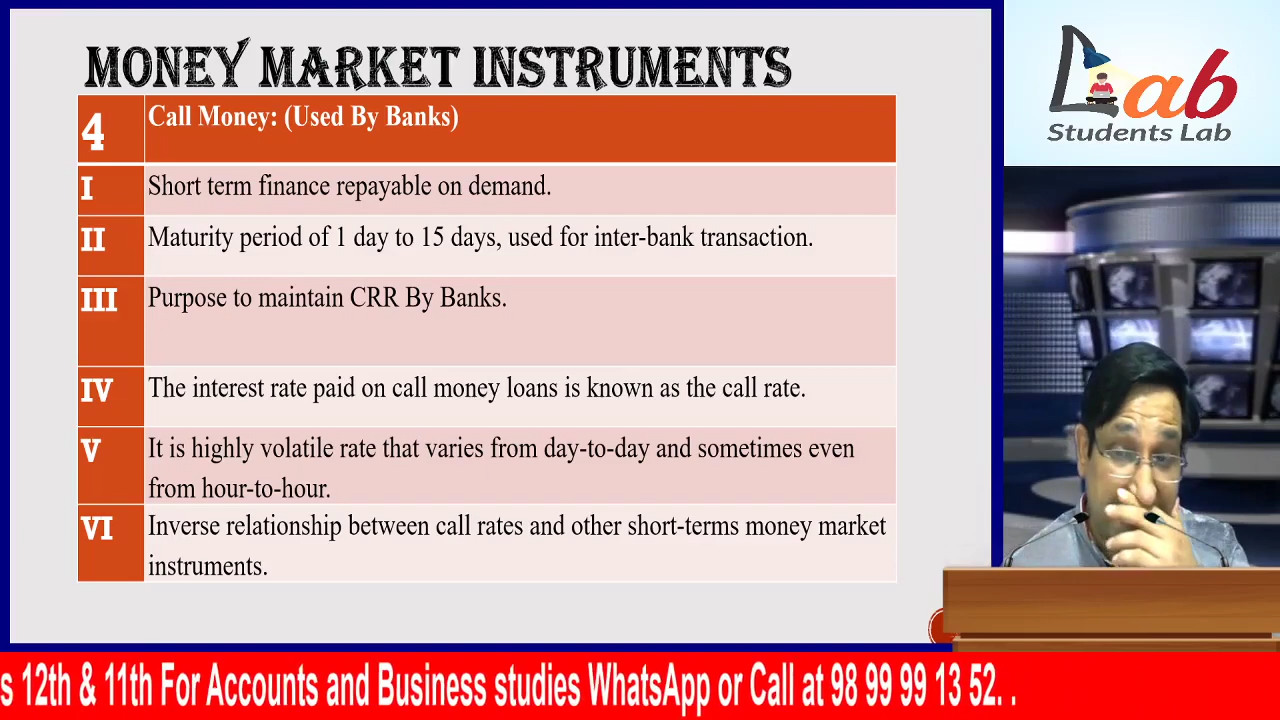 MONEY MARKET INSTRUMENTS
4 Call Money: (Used By Banks)
I Short term finance repayable on demand.
II Maturity period of 1 day to 15 days, used for inter-bank transaction.
III Purpose to maintain CRR By Banks.
IV The interest rate paid on call money loans is known as the call rate.
V It is highly volatile rate that varies from day-to-day and sometimes even
from hour-to-hour.
VI Inverse relationship between call rates and other short-terms money market
instruments.
Lab
Students Lab
s 12th & 11th For Accounts and Business studies WhatsApp or Call at 98 99 99 13 52. .